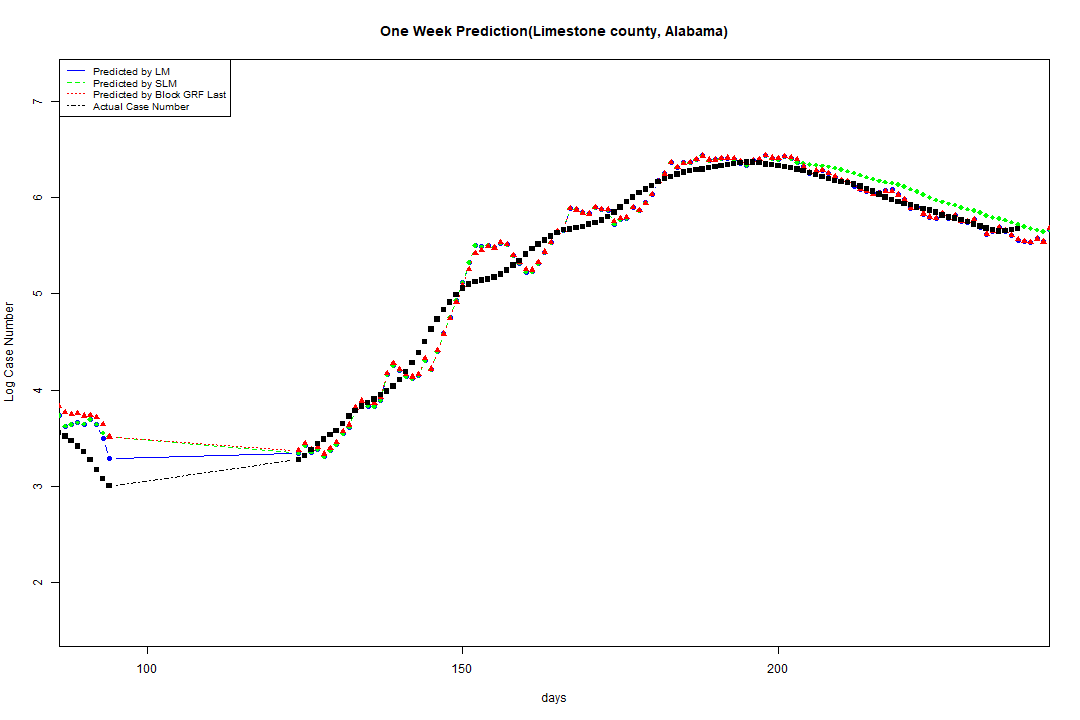 One Week Prediction(Limestone county, Alabama)
Predicted by LM
Predicted by SLM
Predicted by Block GRF Last
Actual Case Number
7
6
5
4
3
2
Log Case Number
100 150 200
days